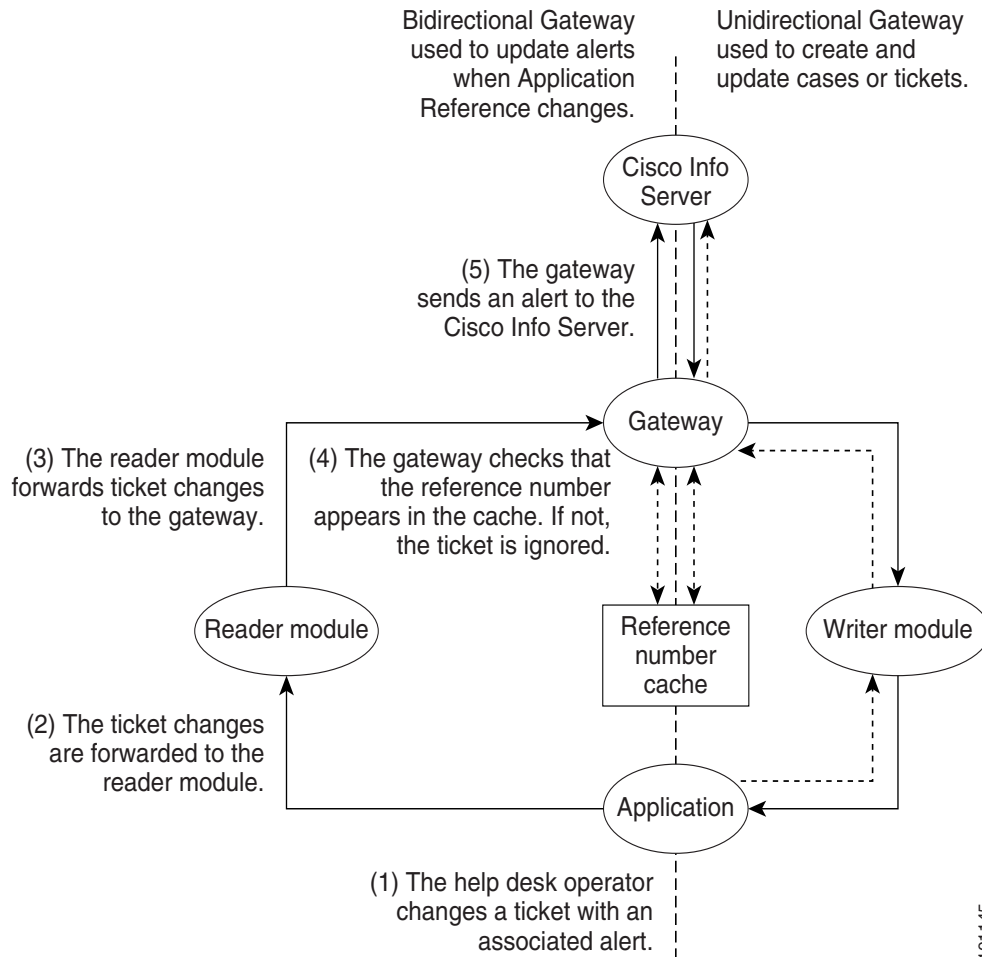 Bidirectional Gateway
used to update alerts
when Application
Reference changes.
Unidirectional Gateway
used to create and
update cases or tickets.
Cisco Info
Server
(5) The gateway
sends an alert to the
Cisco Info Server.
Gateway
(3) The reader module
forwards ticket changes
to the gateway.
(4) The gateway checks that
the reference number
appears in the cache. If not,
the ticket is ignored.
Reader module
Reference
number
cache
Writer module
(2) The ticket changes
are forwarded to the
reader module.
Application
(1) The help desk operator
changes a ticket with an
associated alert.